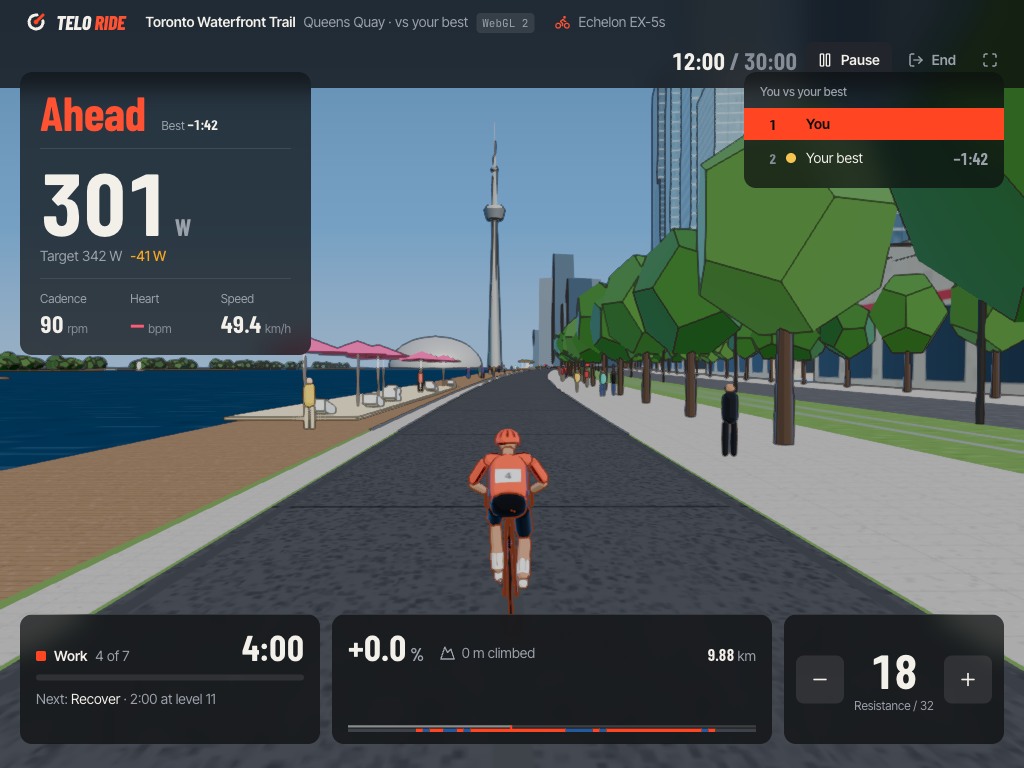 TELO RIDE Toronto Waterfront Trail Queens Quay · vs your best WebGL 2 Echelon EX-5s
12:00 / 30:00 Pause End
Ahead Best −1:42
301 W
Target 342 W -41 W
Cadence Heart Speed
90 rpm – bpm 49.4 km/h
You vs your best
1 You
2 Your best −1:42
4
Work 4 of 7 4:00
Next: Recover · 2:00 at level 11
+0.0 % 0 m climbed 9.88 km
− 18 +
Resistance / 32